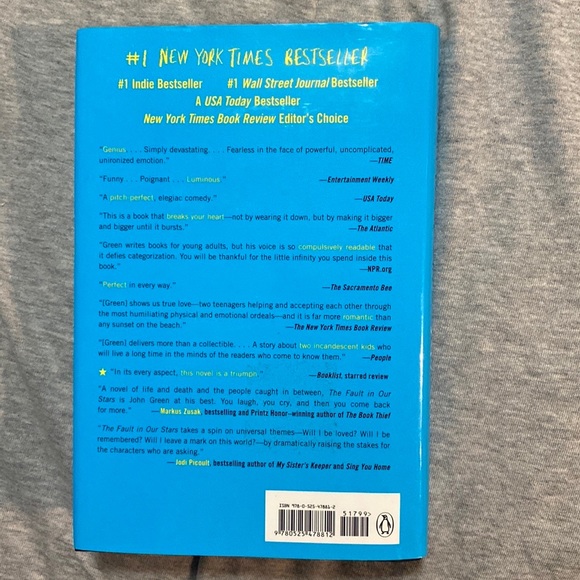 #1 NEW YORK TIMES BESTSELLER
#1 Indie Bestseller #1 Wall Street Journal Bestseller
A USA Today Bestseller
New York Times Book Review Editor's Choice
"Genius . . . Simply devastating. . . . Fearless in the face of powerful, uncomplicated,
unironized emotion." —TIME
"Funny . . . Poignant . . . Luminous." —Entertainment Weekly
"A pitch perfect, elegiac comedy." —USA Today
"This is a book that breaks your heart—not by wearing it down, but by making it bigger
and bigger until it bursts." —The Atlantic
"Green writes books for young adults, but his voice is so compulsively readable that
it defies categorization. You will be thankful for the little infinity you spend inside this
book." —NPR.org
"Perfect in every way." —The Sacramento Bee
"[Green] shows us true love—two teenagers helping and accepting each other through
the most humiliating physical and emotional ordeals—and it is far more romantic than
any sunset on the beach." —The New York Times Book Review
"[Green] delivers more than a collectible. . . . A story about two incandescent kids who
will live a long time in the minds of the readers who come to know them." —People
★ "In its every aspect, this novel is a triumph." —Booklist, starred review
"A novel of life and death and the people caught in between, The Fault in Our
Stars is John Green at his best. You laugh, you cry, and then you come back
for more." —Markus Zusak, bestselling and Printz Honor–winning author of The Book Thief
"The Fault in Our Stars takes a spin on universal themes—Will I be loved? Will I be
remembered? Will I leave a mark on this world?—by dramatically raising the stakes for
the characters who are asking."
—Jodi Picoult, bestselling author of My Sister's Keeper and Sing You Home
ISBN 978-0-525-47881-2
51799
9 780525 478812